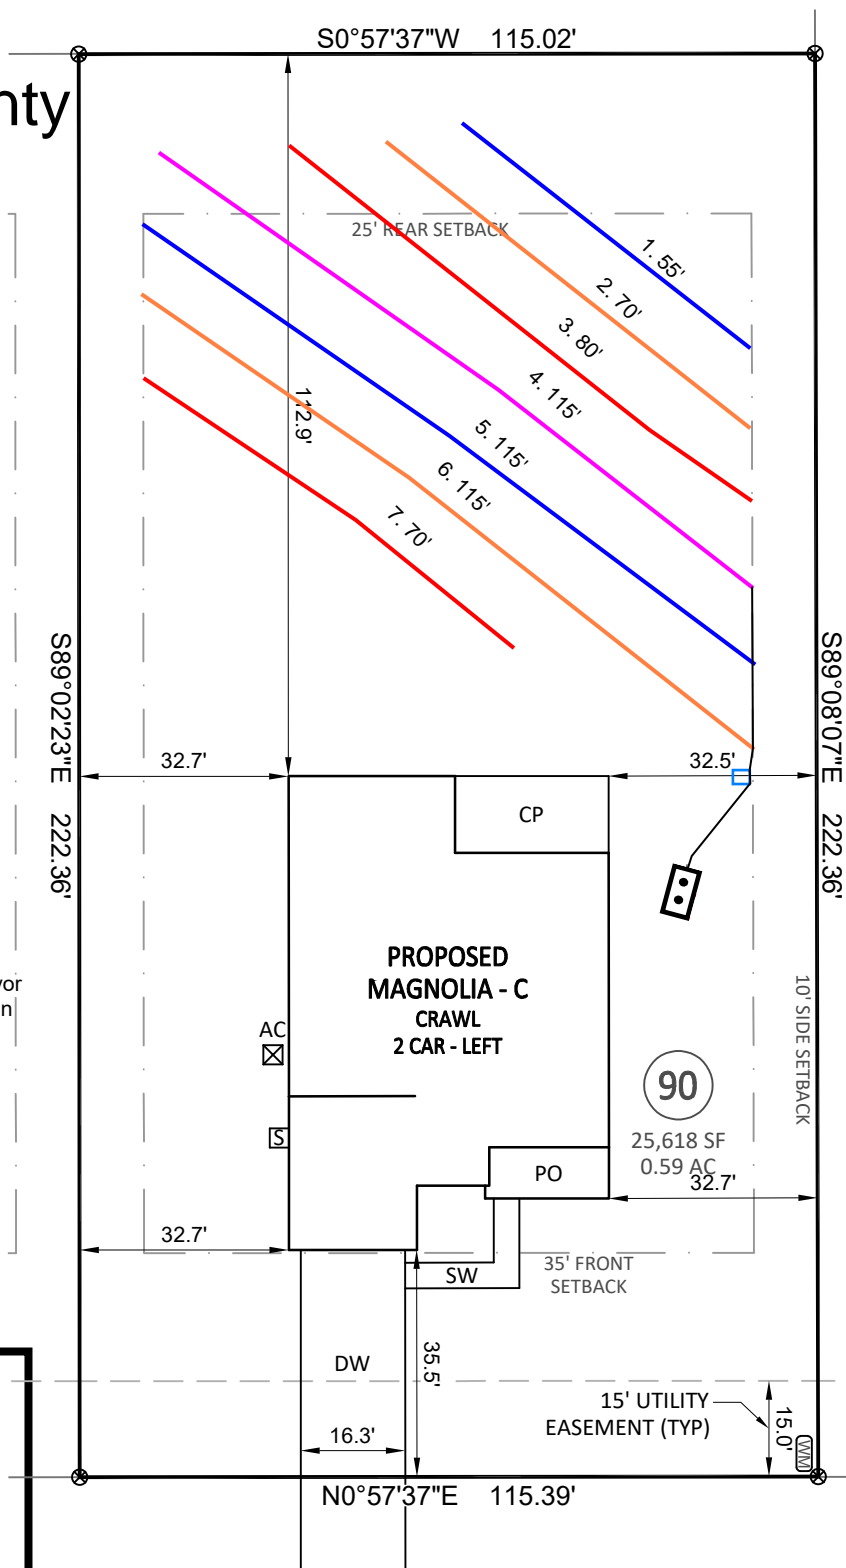 S0°57'37"W 115.02'
nty
25' REAR SETBACK
1. 55'
2. 70'
3. 80'
4. 115'
5. 115'
6. 115'
7. 70'
112.9'
S89°02'23"E 222.36'
S89°08'07"E 222.36'
32.7'
32.5'
CP
PROPOSED
MAGNOLIA - C
CRAWL
2 CAR - LEFT
vor
n
AC
S
10' SIDE SETBACK
90
25,618 SF
0.59 AC
PO
32.7'
32.7'
SW
35' FRONT
SETBACK
DW
35.5'
15' UTILITY
EASEMENT (TYP)
15.0'
WM
16.3'
N0°57'37"E 115.39'